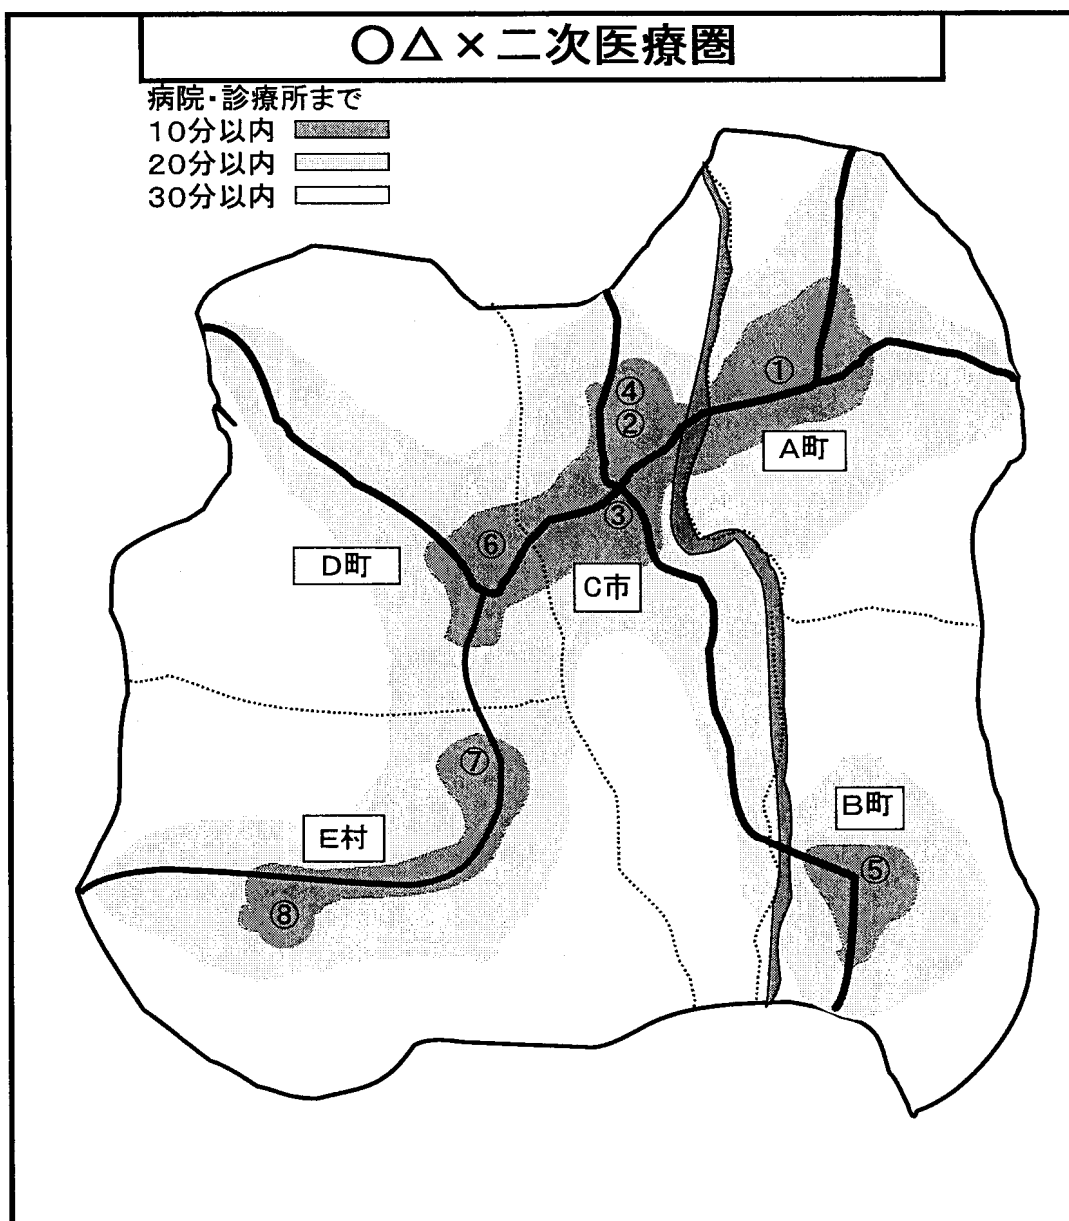 ○△×二次医療圏
病院・診療所まで
10分以内
20分以内
30分以内
①
④
②
A町
③
⑥
D町
C市
⑦
B町
E村
⑤
⑧